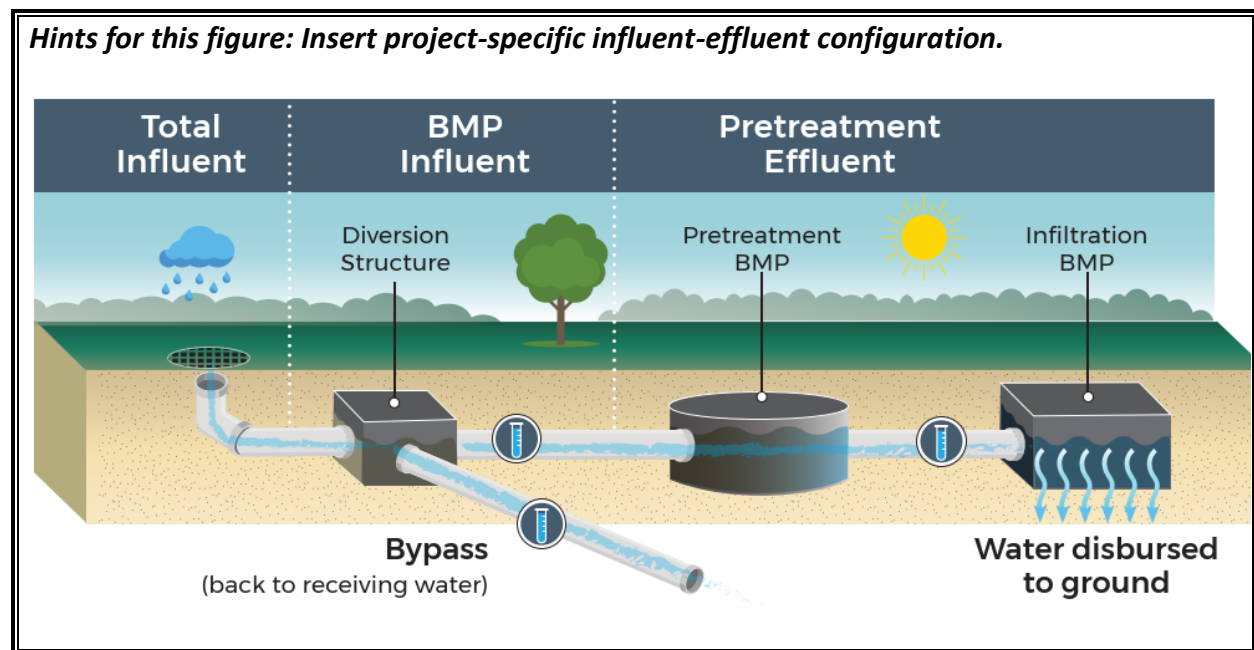 Hints for this figure: Insert project-specific influent-effluent configuration.
Total
Influent
BMP
Influent
Pretreatment
Effluent
Diversion
Structure
Pretreatment
BMP
Infiltration
BMP
Bypass
(back to receiving water)
Water disbursed
to ground